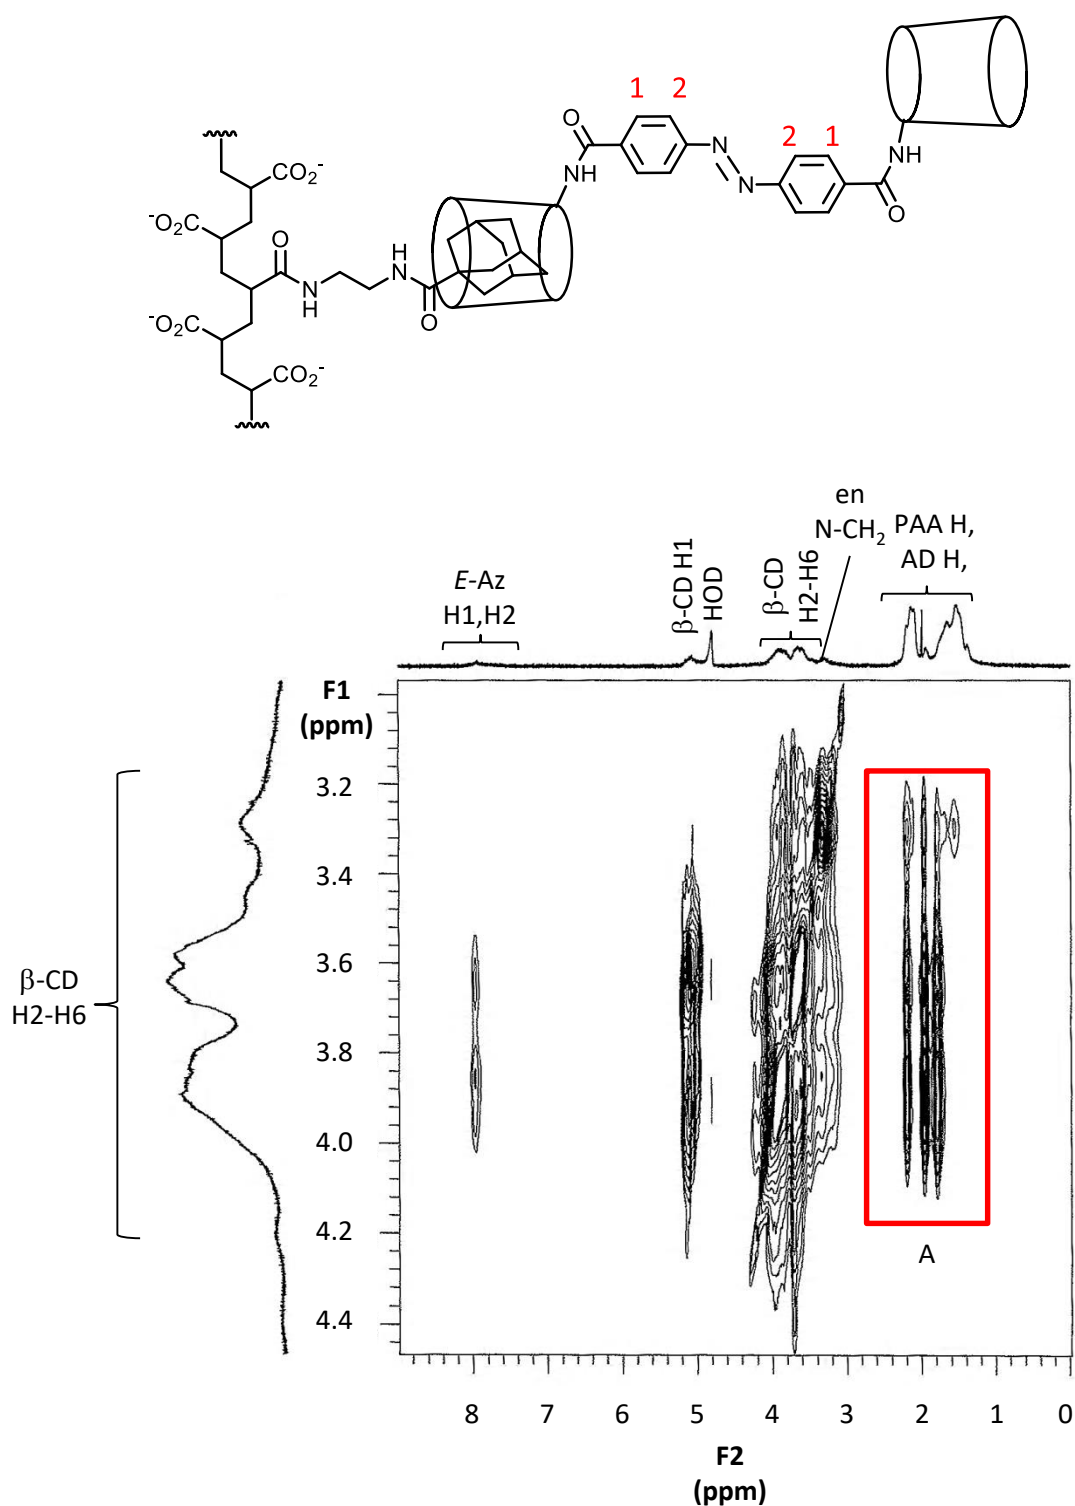 1 2
O
NH
N
N
2 1
NH
O
CO₂⁻
⁻O₂C
O
N
H
H
N
O
⁻O₂C
CO₂⁻
en
N-CH₂
PAA H,
AD H,
β-CD H1
HOD
β-CD
H2-H6
E-Az
H1,H2
F1
(ppm)
3.2
3.4
3.6
β-CD
H2-H6
3.8
4.0
4.2
A
4.4
8 7 6 5 4 3 2 1 0
F2
(ppm)